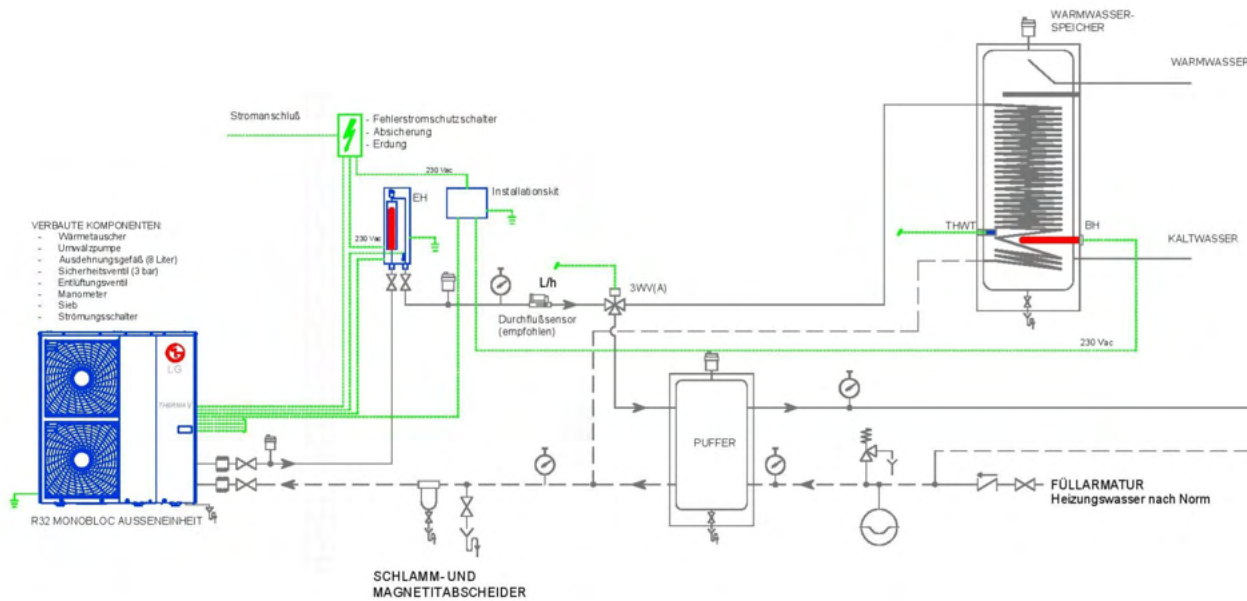 WARMWASSER-
SPEICHER
WARMWASSER
Stromanschluß
- Fehlerstromschutzschalter
- Absicherung
- Erdung
230 Vac
EH
Installationskit
VERBAUTE KOMPONENTEN:
- Wärmetauscher
- Umwälzpumpe
- Ausdehnungsgefäß (8 Liter)
- Sicherheitsventil (3 bar)
- Entlüftungsventil
- Manometer
- Sieb
- Strömungsschalter
230 Vac
THWT
BH
KALTWASSER
L/h
3WV(A)
Durchflußsensor
(empfohlen)
230 Vac
LG
THERMA V
PUFFER
R32 MONOBLOC AUSSENEINHEIT
FÜLLARMATUR
Heizungswasser nach Norm
SCHLAMM- UND
MAGNETITABSCHEIDER